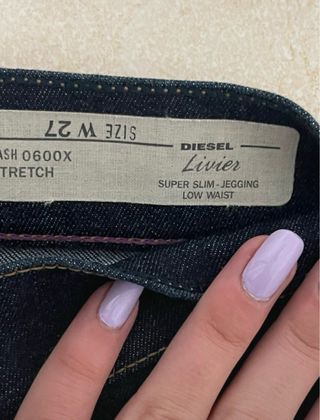 SIZE W 27
ASH 0600X
TRETCH
DIESEL
Livier
SUPER SLIM-JEGGING
LOW WAIST